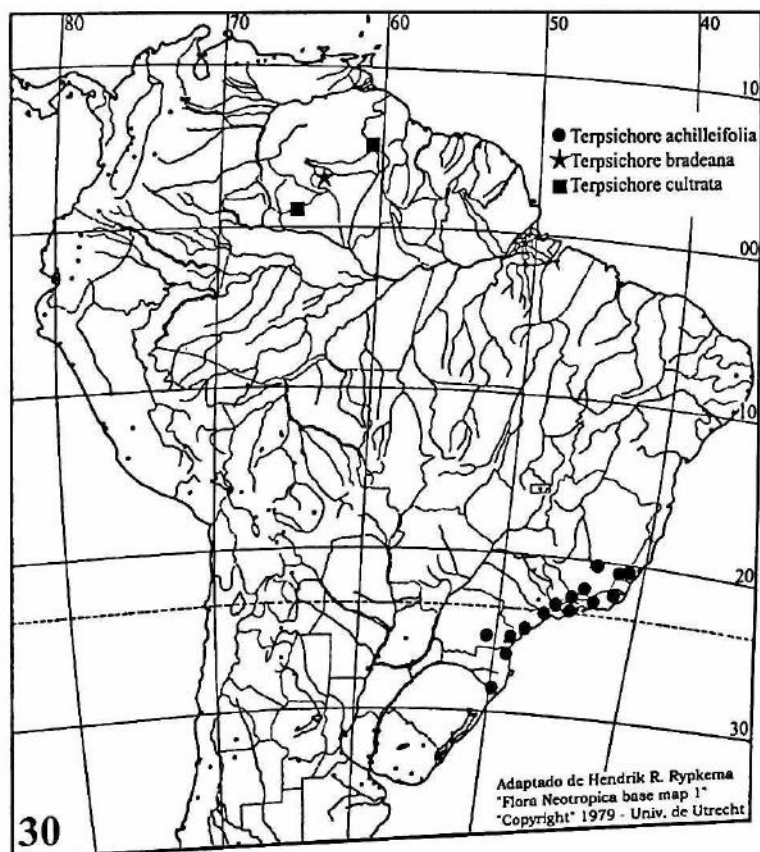 80 70 60 50 40
10
● Terpsichore achilleifolia
★ Terpsichore bradeana
■ Terpsichore cultrata
00
10
20
30
Adaptado de Hendrik R. Rypkema
"Flora Neotropica base map 1"
"Copyright" 1979 - Univ. de Utrecht
30